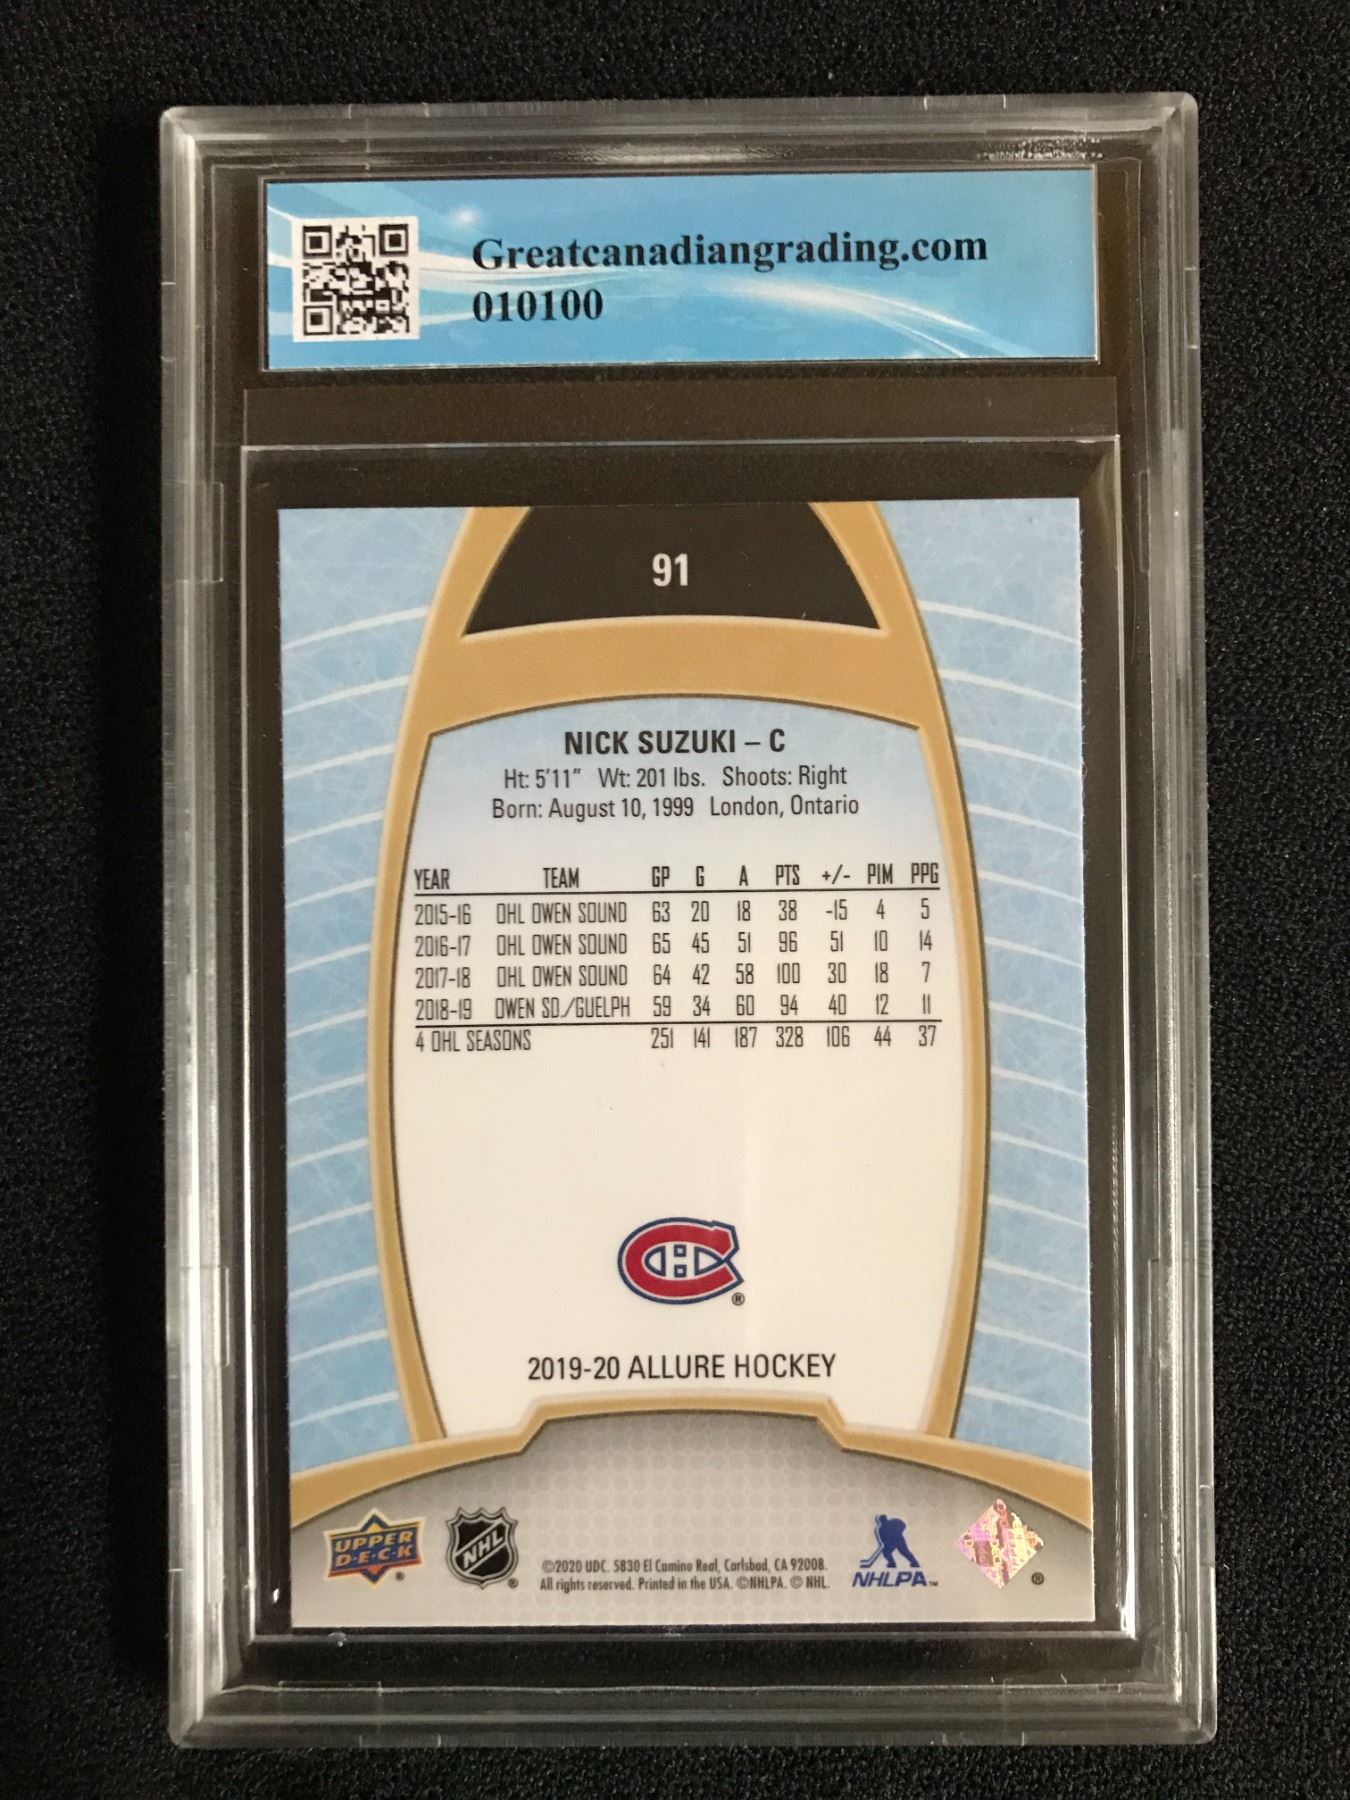 Greatcanadiangrading.com
010100
91
NICK SUZUKI – C
Ht: 5'11" Wt: 201 lbs. Shoots: Right
Born: August 10, 1999 London, Ontario
YEAR TEAM GP G A PTS +/- PIM PPG
2015-16 OHL OWEN SOUND 63 20 18 38 -15 4 5
2016-17 OHL OWEN SOUND 65 45 51 96 51 10 14
2017-18 OHL OWEN SOUND 64 42 58 100 30 18 7
2018-19 OWEN SD./GUELPH 59 34 60 94 40 12 11
4 OHL SEASONS 251 141 187 328 106 44 37
®
2019-20 ALLURE HOCKEY
UPPER
D·E·C·K ®
NHL ®
©2020 UDC. 5830 El Camino Real, Carlsbad, CA 92008.
All rights reserved. Printed in the USA. ©NHLPA. © NHL.
NHLPA™
®